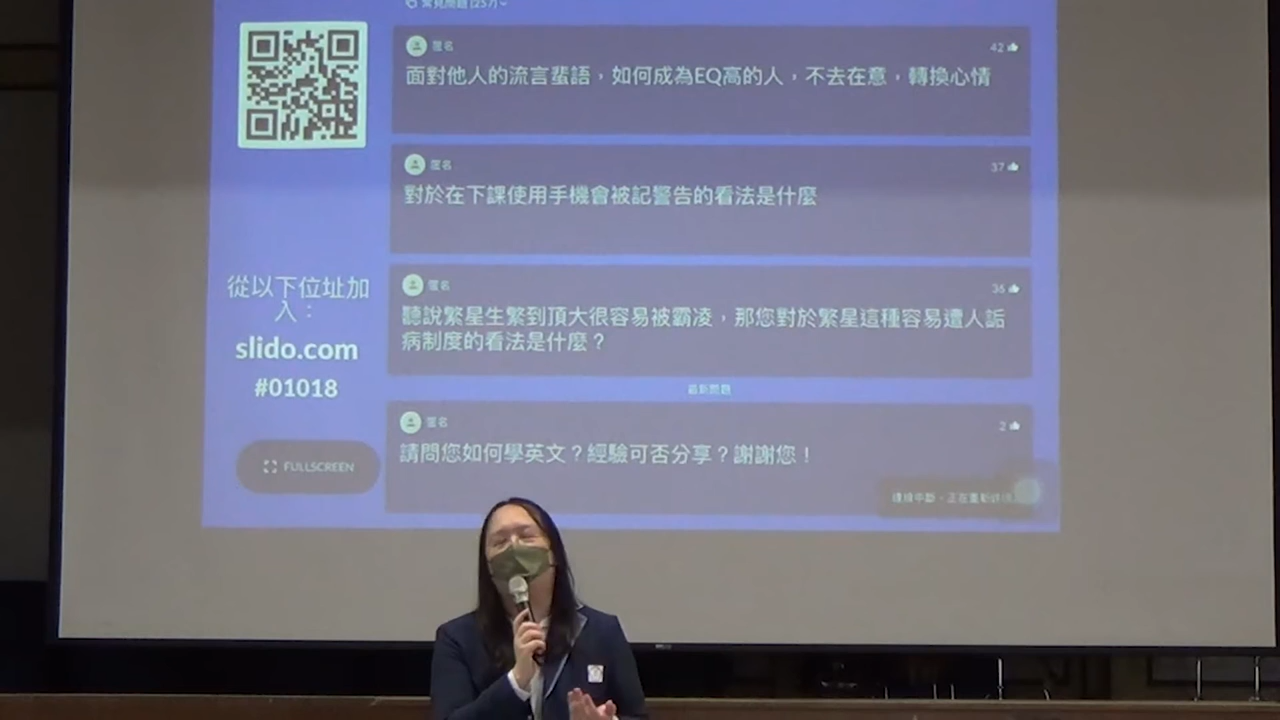 常見問題 (257)
匿名
42
面對他人的流言蜚語，如何成為EQ高的人，不去在意，轉換心情
匿名
37
對於在下課使用手機會被記警告的看法是什麼
從以下位址加
入：
slido.com
#01018
FULLSCREEN
匿名
35
聽說繁星生繁到頂大很容易被霸凌，那您對於繁星這種容易遭人詬
病制度的看法是什麼？
最新問題
匿名
2
請問您如何學英文？經驗可否分享？謝謝您！